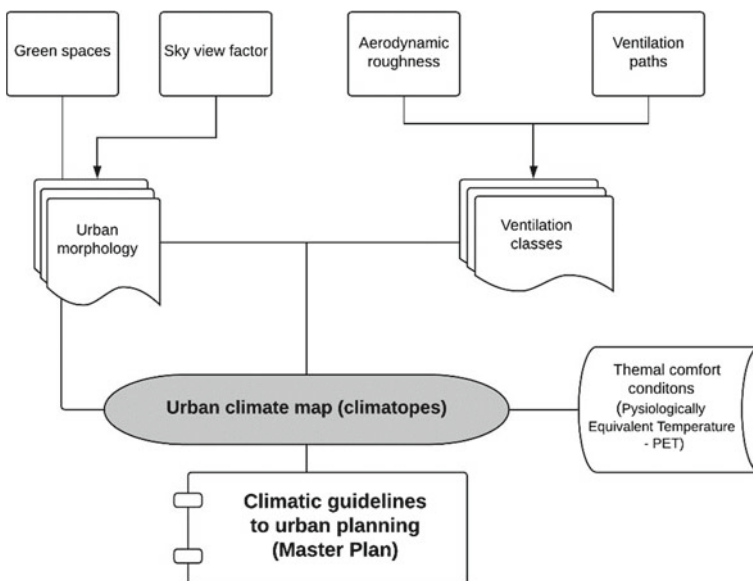 Green spaces
Sky view factor
Aerodynamic
roughness
Ventilation
paths
Urban
morphology
Ventilation
classes
Urban climate map (climatopes)
Themal comfort
conditons
(Pysiologically
Equivalent Temperature
- PET)
Climatic guidelines
to urban planning
(Master Plan)